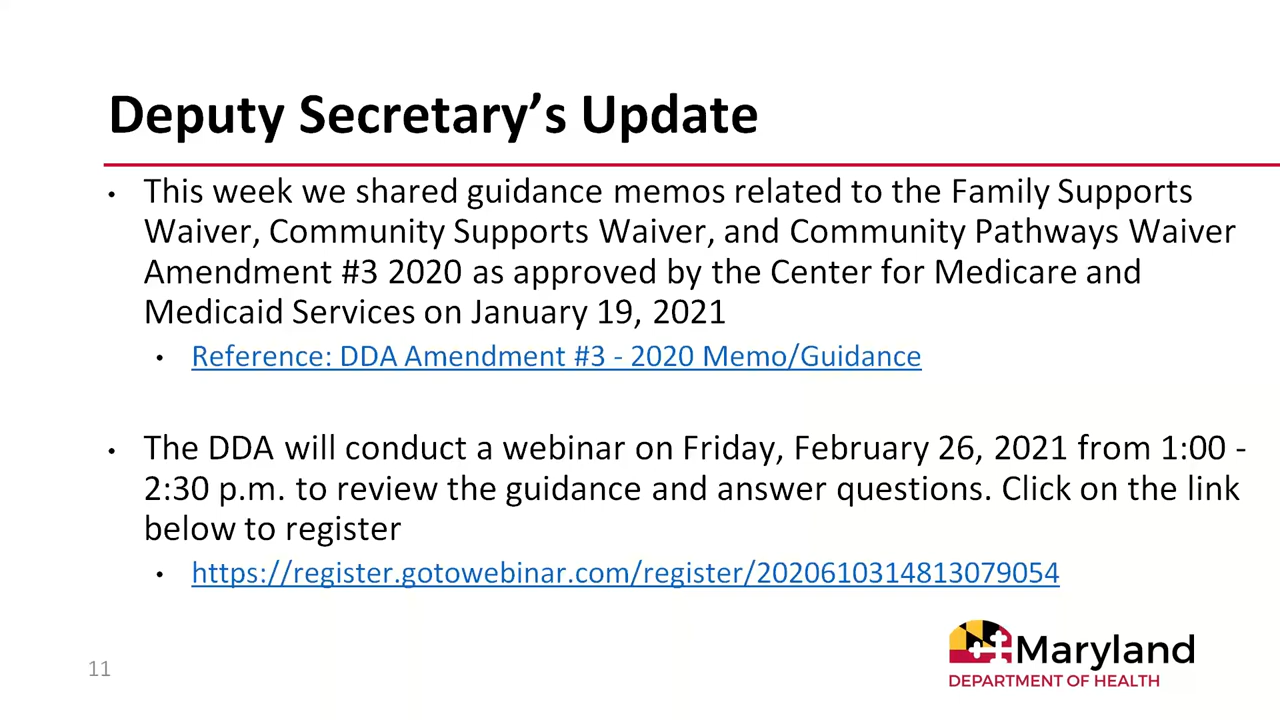 Deputy Secretary’s Update
• This week we shared guidance memos related to the Family Supports
Waiver, Community Supports Waiver, and Community Pathways Waiver
Amendment #3 2020 as approved by the Center for Medicare and
Medicaid Services on January 19, 2021
• Reference: DDA Amendment #3 - 2020 Memo/Guidance
• The DDA will conduct a webinar on Friday, February 26, 2021 from 1:00 -
2:30 p.m. to review the guidance and answer questions. Click on the link
below to register
• https://register.gotowebinar.com/register/2020610314813079054
11
Maryland
DEPARTMENT OF HEALTH